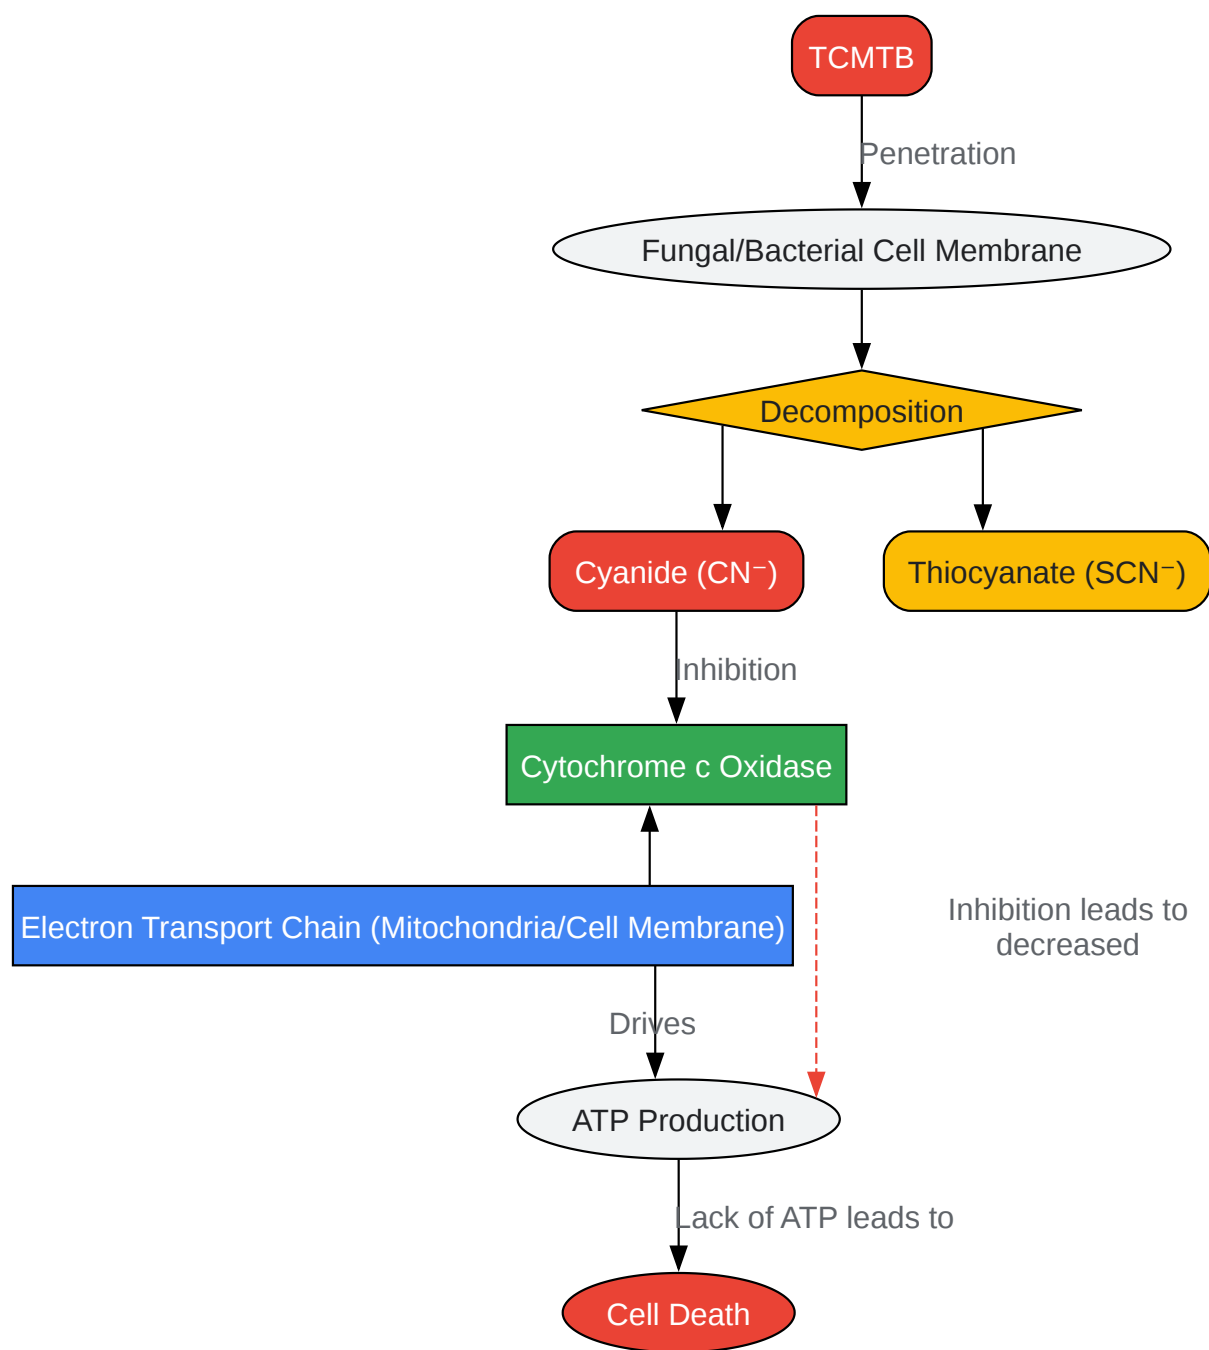 TCMTB
Penetration
Fungal/Bacterial Cell Membrane
Decomposition
Cyanide (CN⁻)
Thiocyanate (SCN⁻)
Inhibition
Cytochrome c Oxidase
Electron Transport Chain (Mitochondria/Cell Membrane)
Inhibition leads to
decreased
Drives
ATP Production
Lack of ATP leads to
Cell Death